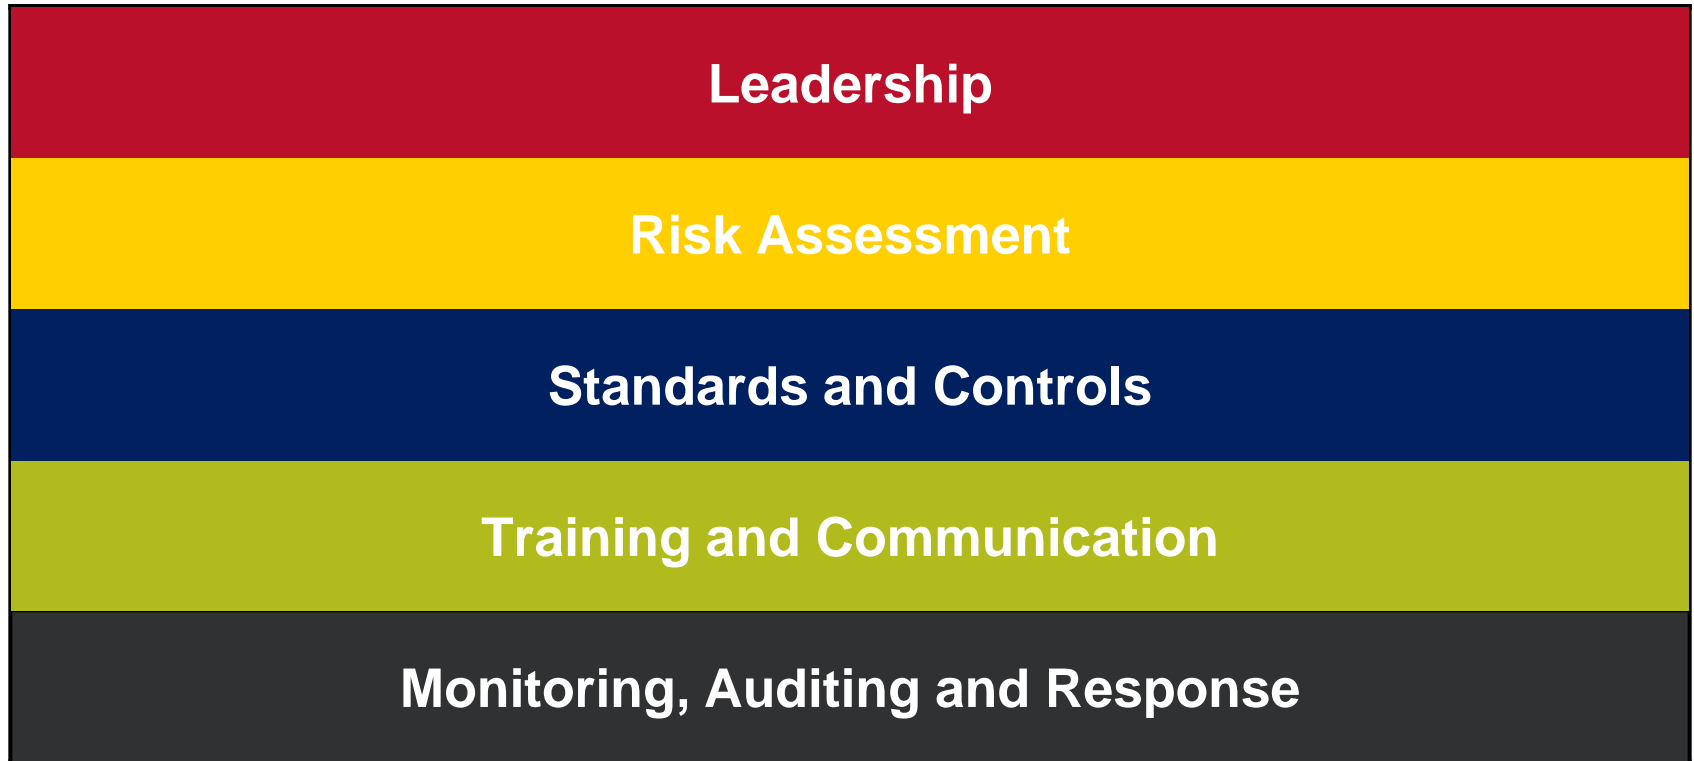 Leadership
Risk Assessment
Standards and Controls
Training and Communication
Monitoring, Auditing and Response